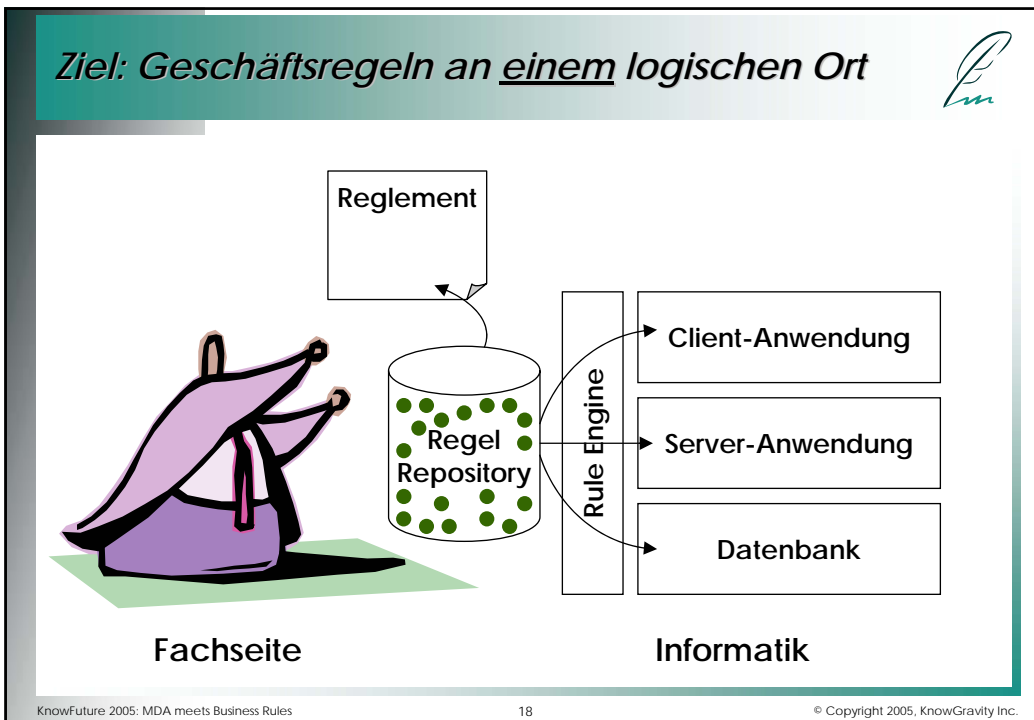 Ziel: Geschäftsregeln an einem logischen Ort
Reglement
Regel
Repository
Rule Engine
Client-Anwendung
Server-Anwendung
Datenbank
Fachseite
Informatik
KnowFuture 2005: MDA meets Business Rules
18
© Copyright 2005, KnowGravity Inc.